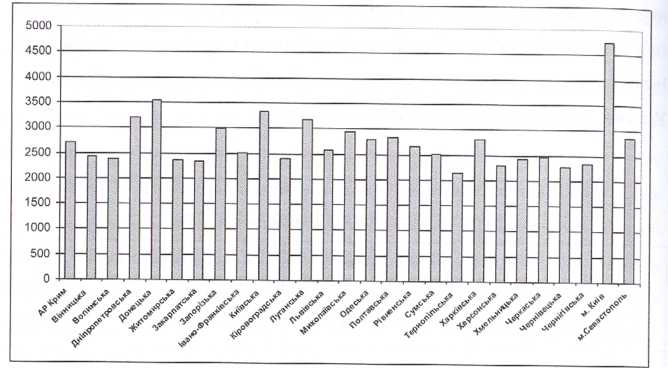 5000
4500
4000
3500
3000
2500
2000
1500
1000
500
0
АР Крим
Вінницька
Волинська
Дніпропетровська
Донецька
Житомирська
Закарпатська
Запорізька
Івано-Франківська
Київська
Кіровоградська
Луганська
Львівська
Миколаївська
Одеська
Полтавська
Рівненська
Сумська
Тернопільська
Харківська
Херсонська
Хмельницька
Черкаська
Чернівецька
Чернігівська
м. Київ
м.Севастополь